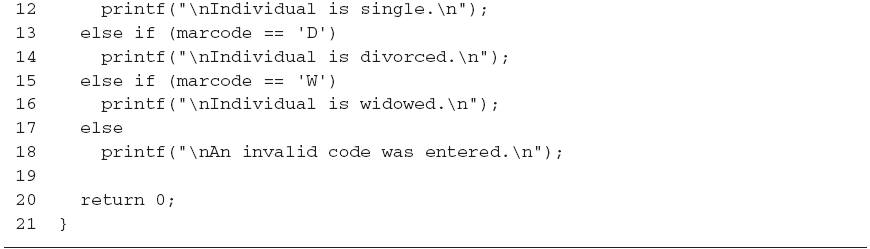 12      printf("\nIndividual is single.\n");
13    else if (marcode == 'D')
14      printf("\nIndividual is divorced.\n");
15    else if (marcode == 'W')
16      printf("\nIndividual is widowed.\n");
17    else
18      printf("\nAn invalid code was entered.\n");
19
20    return 0;
21  }